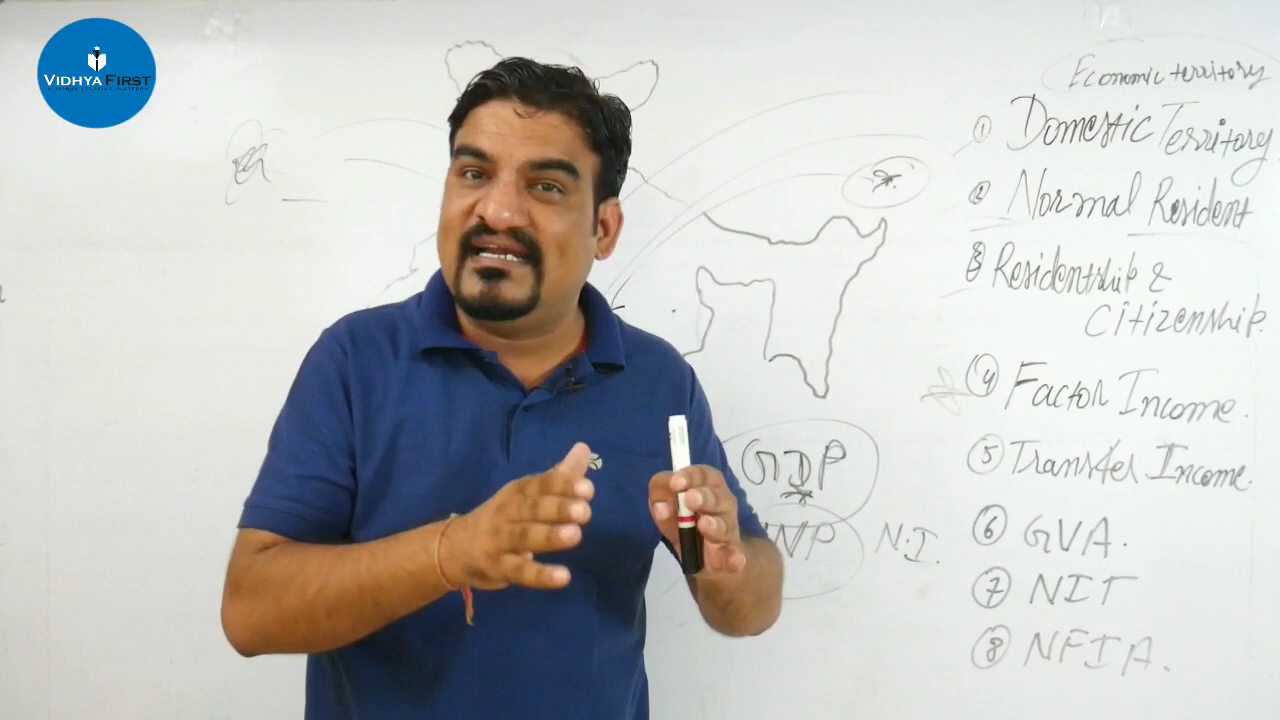 VIDHYA FIRST
Economic territory
① Domestic Territory
② Normal Resident
③ Residentship &
Citizenship.
④ Factor Income.
⑤ Transfer Income.
GDP
N.I.
⑥ GVA.
⑦ NIT
⑧ NFIA.